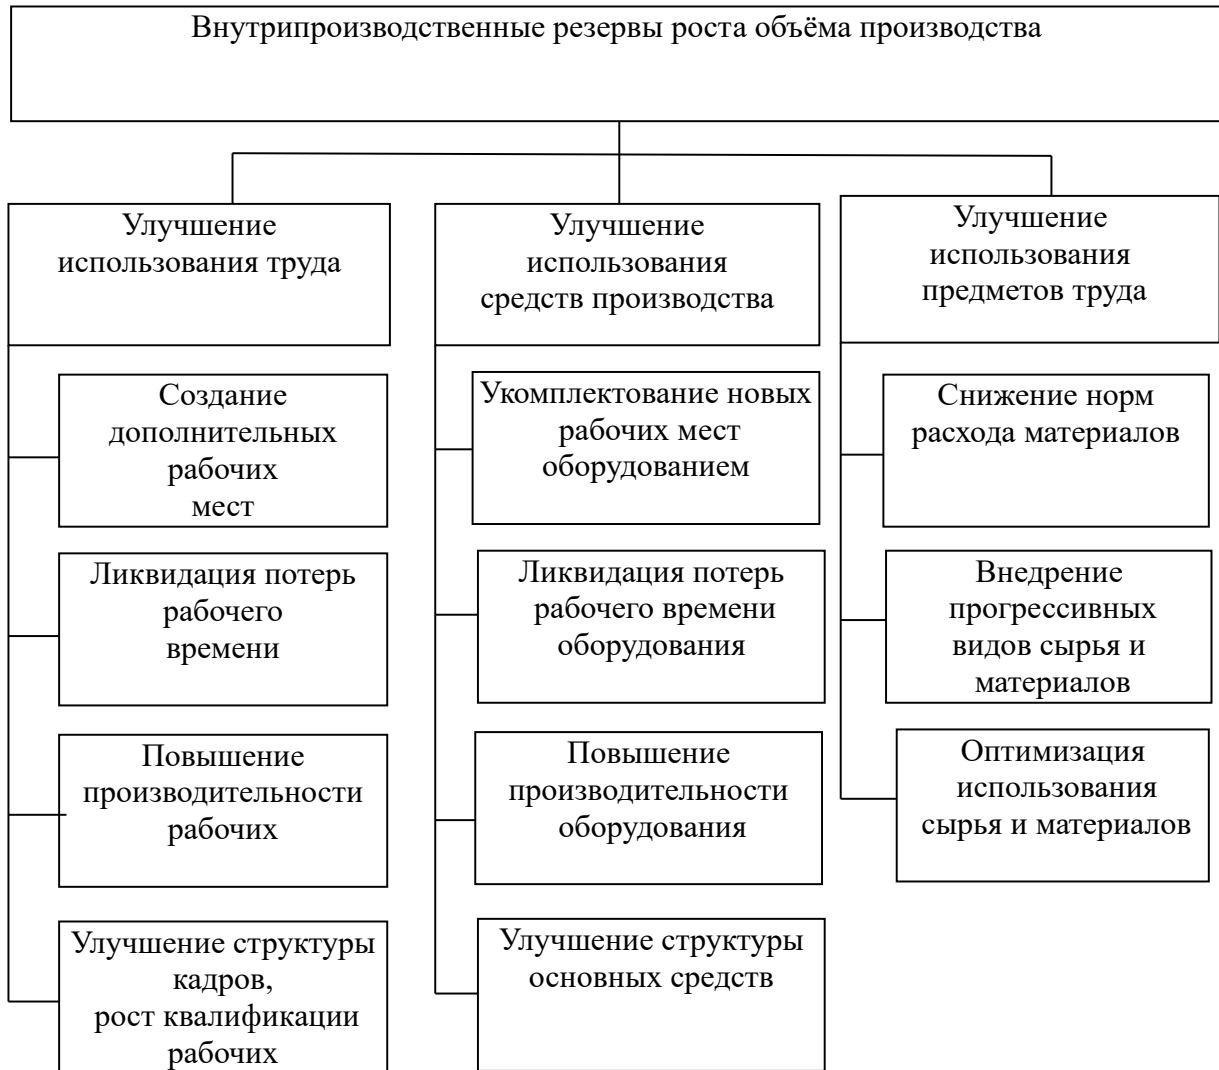 Внутрипроизводственные резервы роста объёма производства
Улучшение
использования труда
Улучшение
использования
средств производства
Улучшение
использования
предметов труда
Создание
дополнительных
рабочих
мест
Укомплектование новых
рабочих мест
оборудованием
Снижение норм
расхода материалов
Ликвидация потерь
рабочего
времени
Ликвидация потерь
рабочего времени
оборудования
Внедрение
прогрессивных
видов сырья и
материалов
Повышение
производительности
рабочих
Повышение
производительности
оборудования
Оптимизация
использования
сырья и материалов
Улучшение структуры
кадров,
рост квалификации
рабочих
Улучшение структуры
основных средств